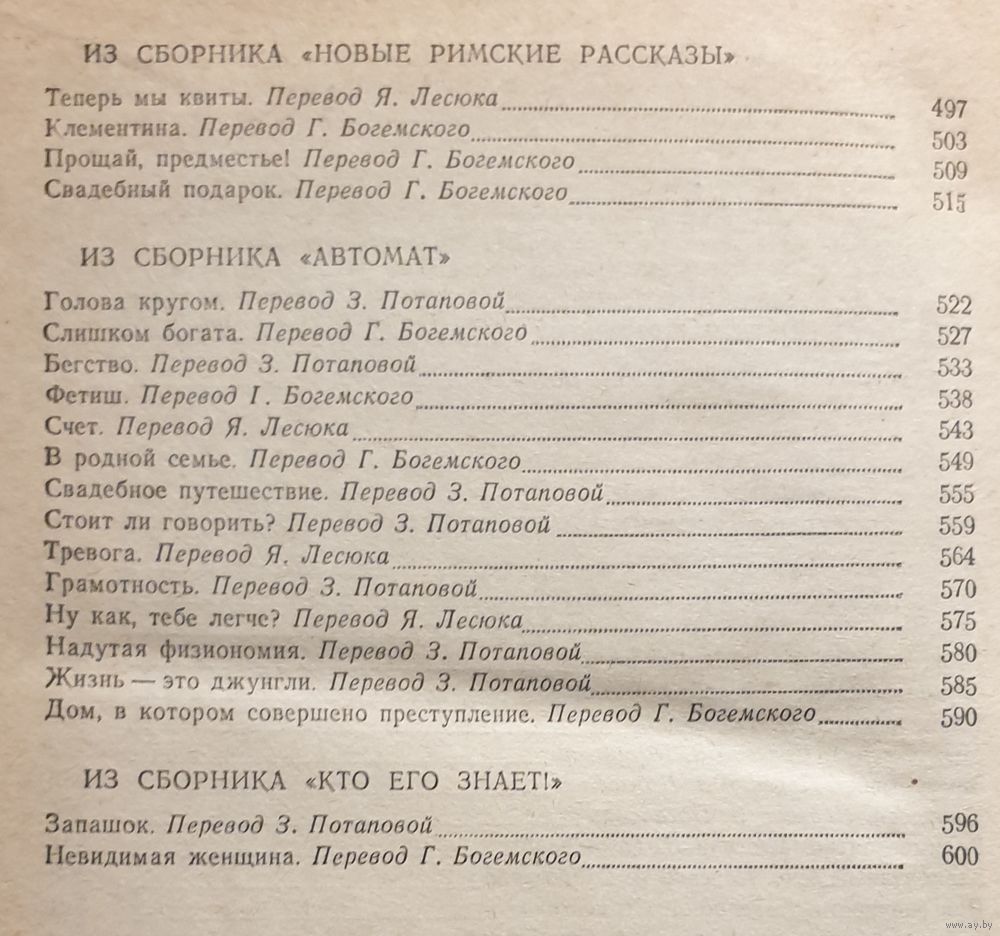 ИЗ СБОРНИКА «НОВЫЕ РИМСКИЕ РАССКАЗЫ»
Теперь мы квиты. Перевод Я. Лесюка 497
Клементина. Перевод Г. Богемского 503
Прощай, предместье! Перевод Г. Богемского 509
Свадебный подарок. Перевод Г. Богемского 515
ИЗ СБОРНИКА «АВТОМАТ»
Голова кругом. Перевод З. Потаповой 522
Слишком богата. Перевод Г. Богемского 527
Бегство. Перевод З. Потаповой 533
Фетиш. Перевод Г. Богемского 538
Счет. Перевод Я. Лесюка 543
В родной семье. Перевод Г. Богемского 549
Свадебное путешествие. Перевод З. Потаповой 555
Стоит ли говорить? Перевод З. Потаповой 559
Тревога. Перевод Я. Лесюка 564
Грамотность. Перевод З. Потаповой 570
Ну как, тебе легче? Перевод Я. Лесюка 575
Надутая физиономия. Перевод З. Потаповой 580
Жизнь — это джунгли. Перевод З. Потаповой 585
Дом, в котором совершено преступление. Перевод Г. Богемского 590
ИЗ СБОРНИКА «КТО ЕГО ЗНАЕТ!»
Запашок. Перевод З. Потаповой 596
Невидимая женщина. Перевод Г. Богемского 600
www.ay.by